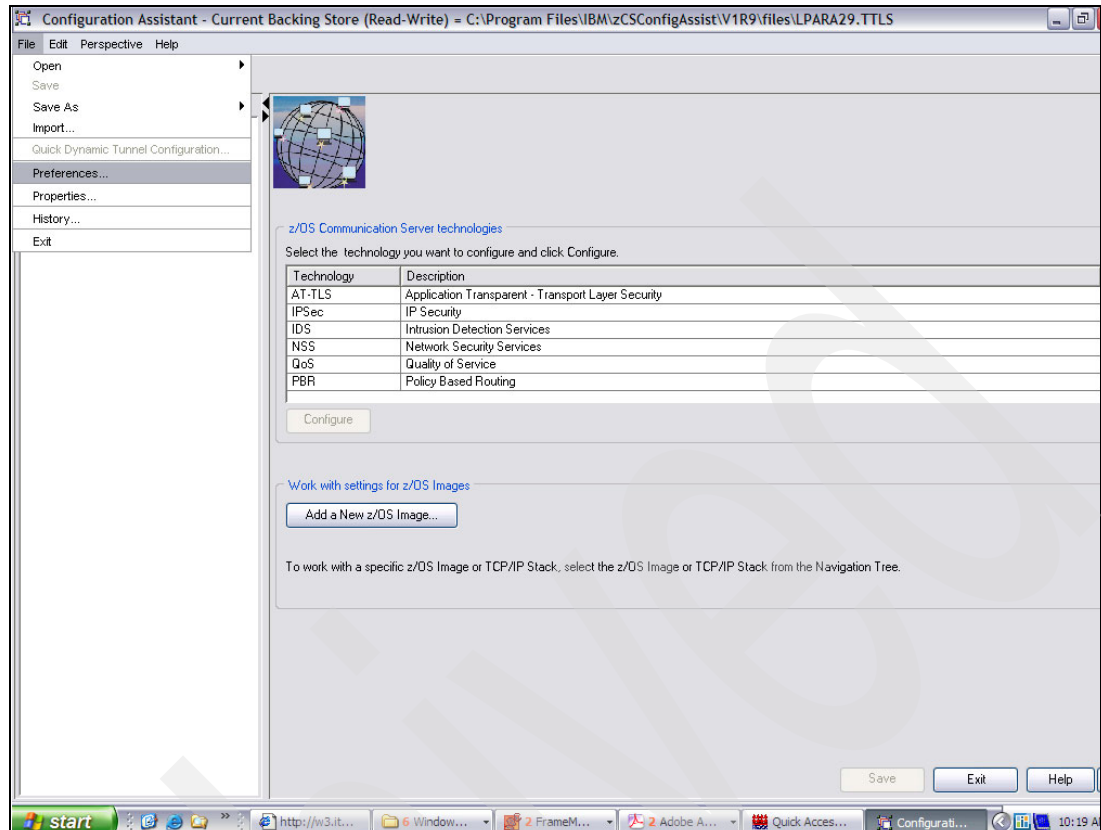 Configuration Assistant - Current Backing Store (Read-Write) = C:\Program Files\IBM\zCSConfigAssist\V1R9\files\LPARA29.TTLS
File Edit Perspective Help
Open
Save
Save As
Import...
Quick Dynamic Tunnel Configuration...
Preferences...
Properties...
History...
Exit
z/OS Communication Server technologies
Select the technology you want to configure and click Configure.
Technology Description
AT-TLS Application Transparent - Transport Layer Security
IPSec IP Security
IDS Intrusion Detection Services
NSS Network Security Services
QoS Quality of Service
PBR Policy Based Routing
Configure
Work with settings for z/OS Images
Add a New z/OS Image...
To work with a specific z/OS Image or TCP/IP Stack, select the z/OS Image or TCP/IP Stack from the Navigation Tree.
Save Exit Help
start http://w3.it... 6 Window... 2 FrameM... 2 Adobe A... Quick Acces... Configurati... 10:19 A